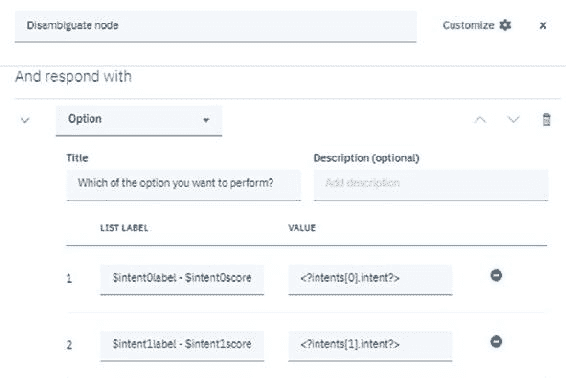 Disambiguate node
Customize
x
And respond with
Option
Title
Description (optional)
Which of the option you want to perform?
Add description
LIST LABEL
VALUE
1
$intent0label - $intent0score
<?intents[0].intent?>
2
$intent1label - $intent1score
<?intents[1].intent?>